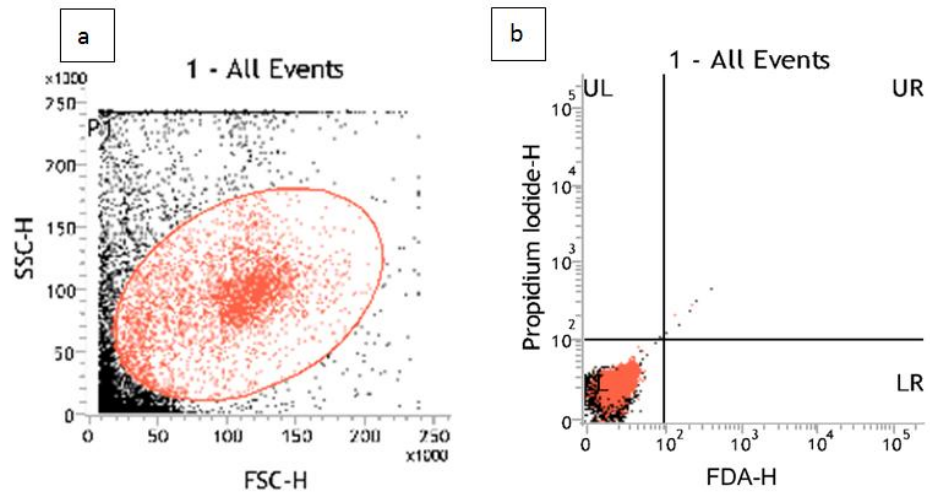 a
1 - All Events
x1000
250
P1
200
150
100
50
0
SSC-H
0 50 100 150 200 250
x1000
FSC-H
b
1 - All Events
UL UR
10^5
10^4
10^3
10^2
0
Propidium Iodide-H
LR
0 10^2 10^3 10^4 10^5
FDA-H